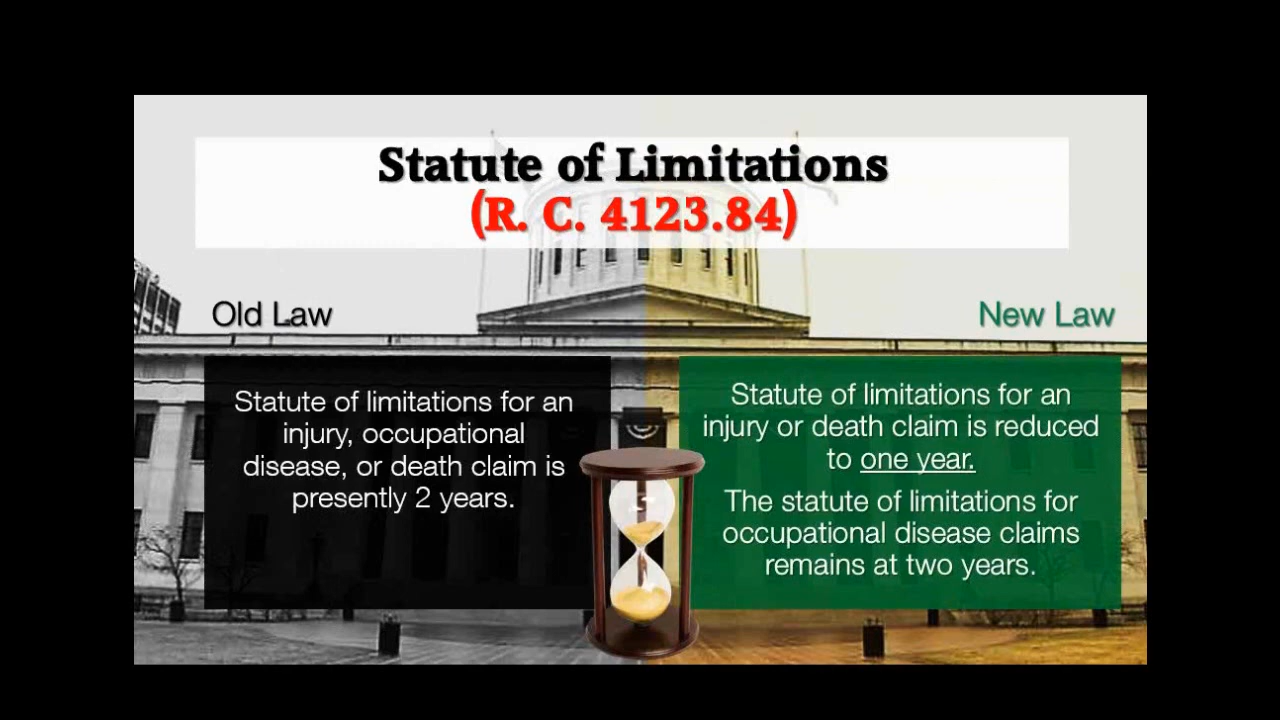 Statute of Limitations
(R. C. 4123.84)
Old Law
Statute of limitations for an
injury, occupational
disease, or death claim is
presently 2 years.
New Law
Statute of limitations for an
injury or death claim is reduced
to one year.
The statute of limitations for
occupational disease claims
remains at two years.